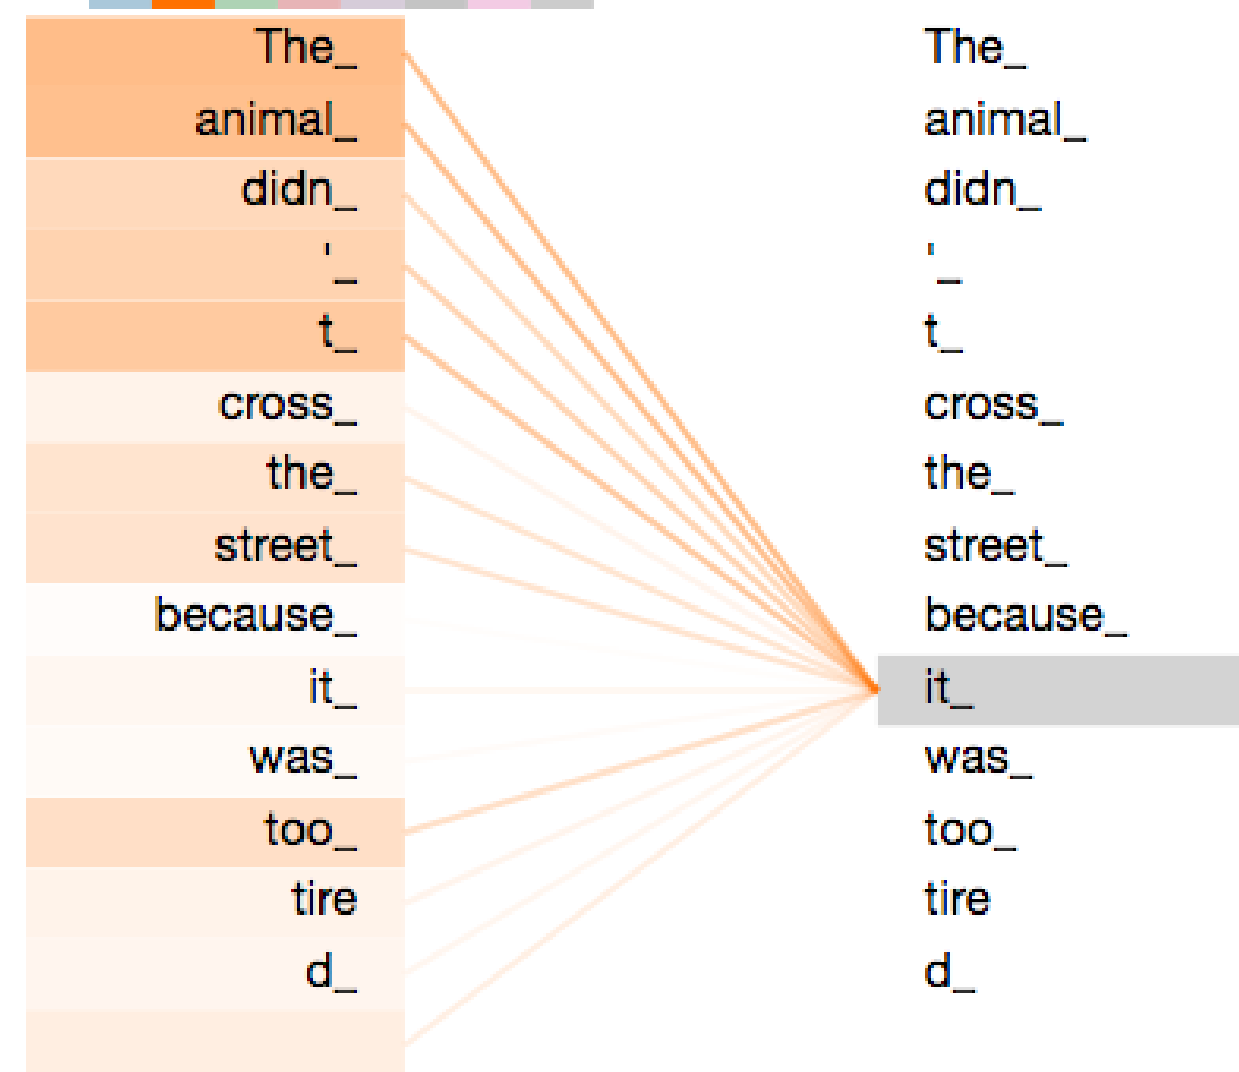 The_ The_
animal_ animal_
didn_ didn_
'_ '_
t_ t_
cross_ cross_
the_ the_
street_ street_
because_ because_
it_ it_
was_ was_
too_ too_
tire tire
d_ d_